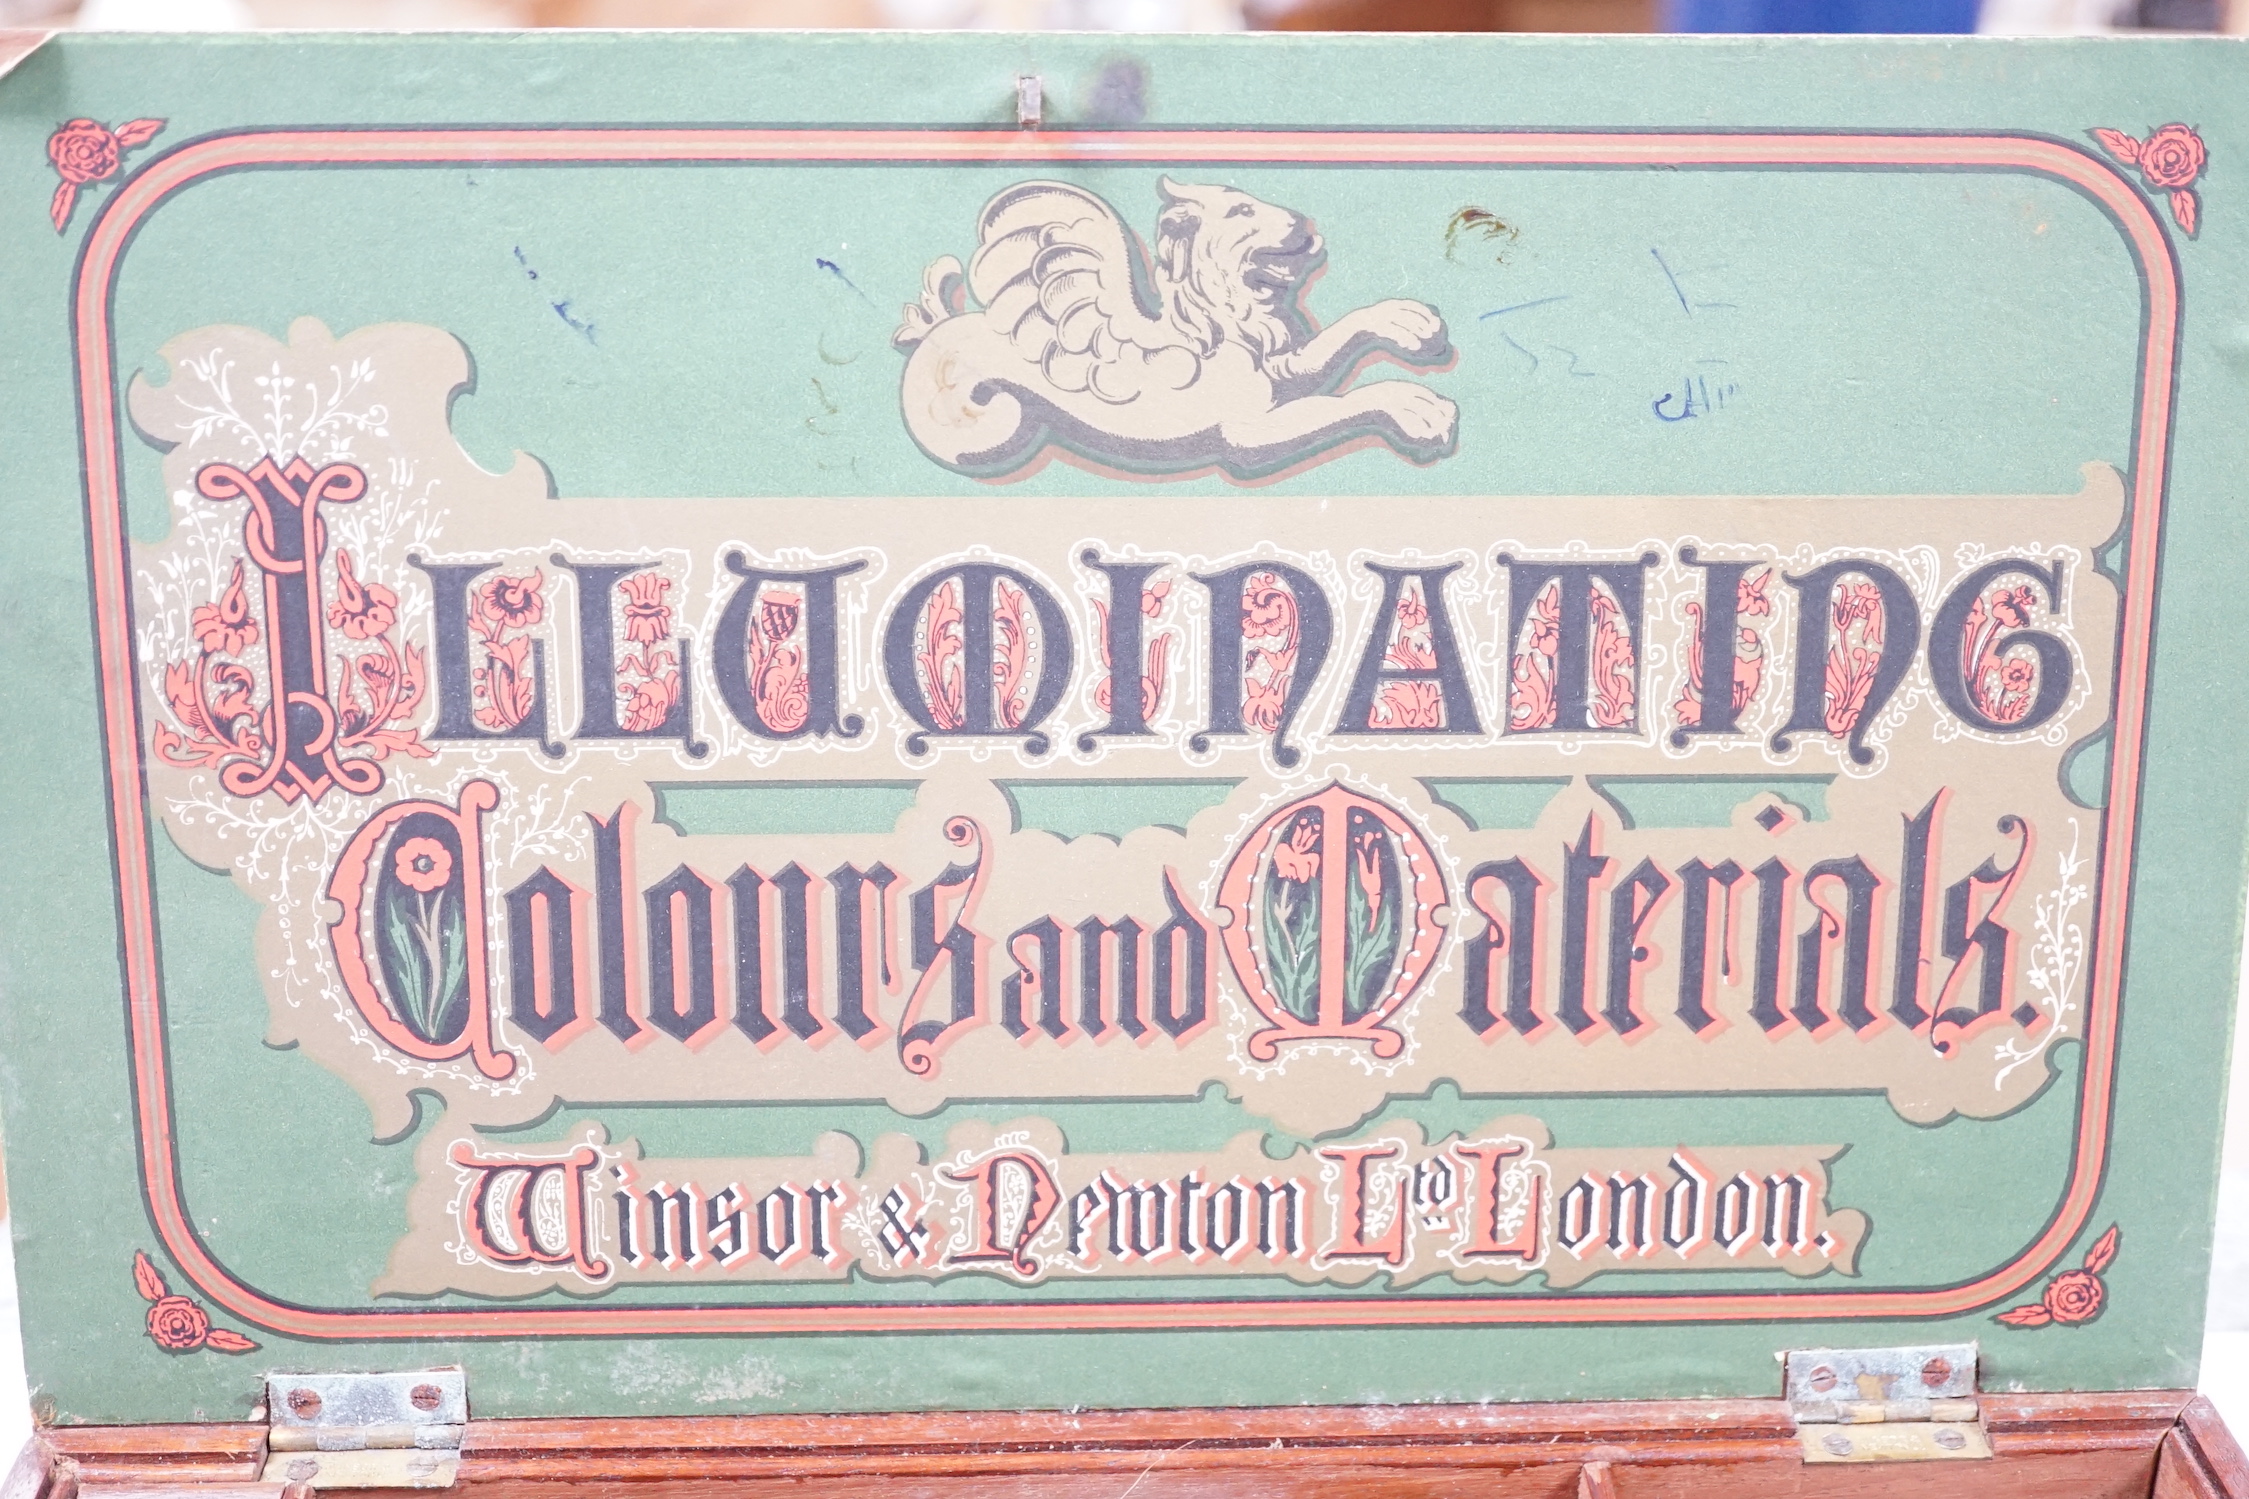 ILLUMINATING
Colours and Materials.
Winsor & Newton Ltd London.